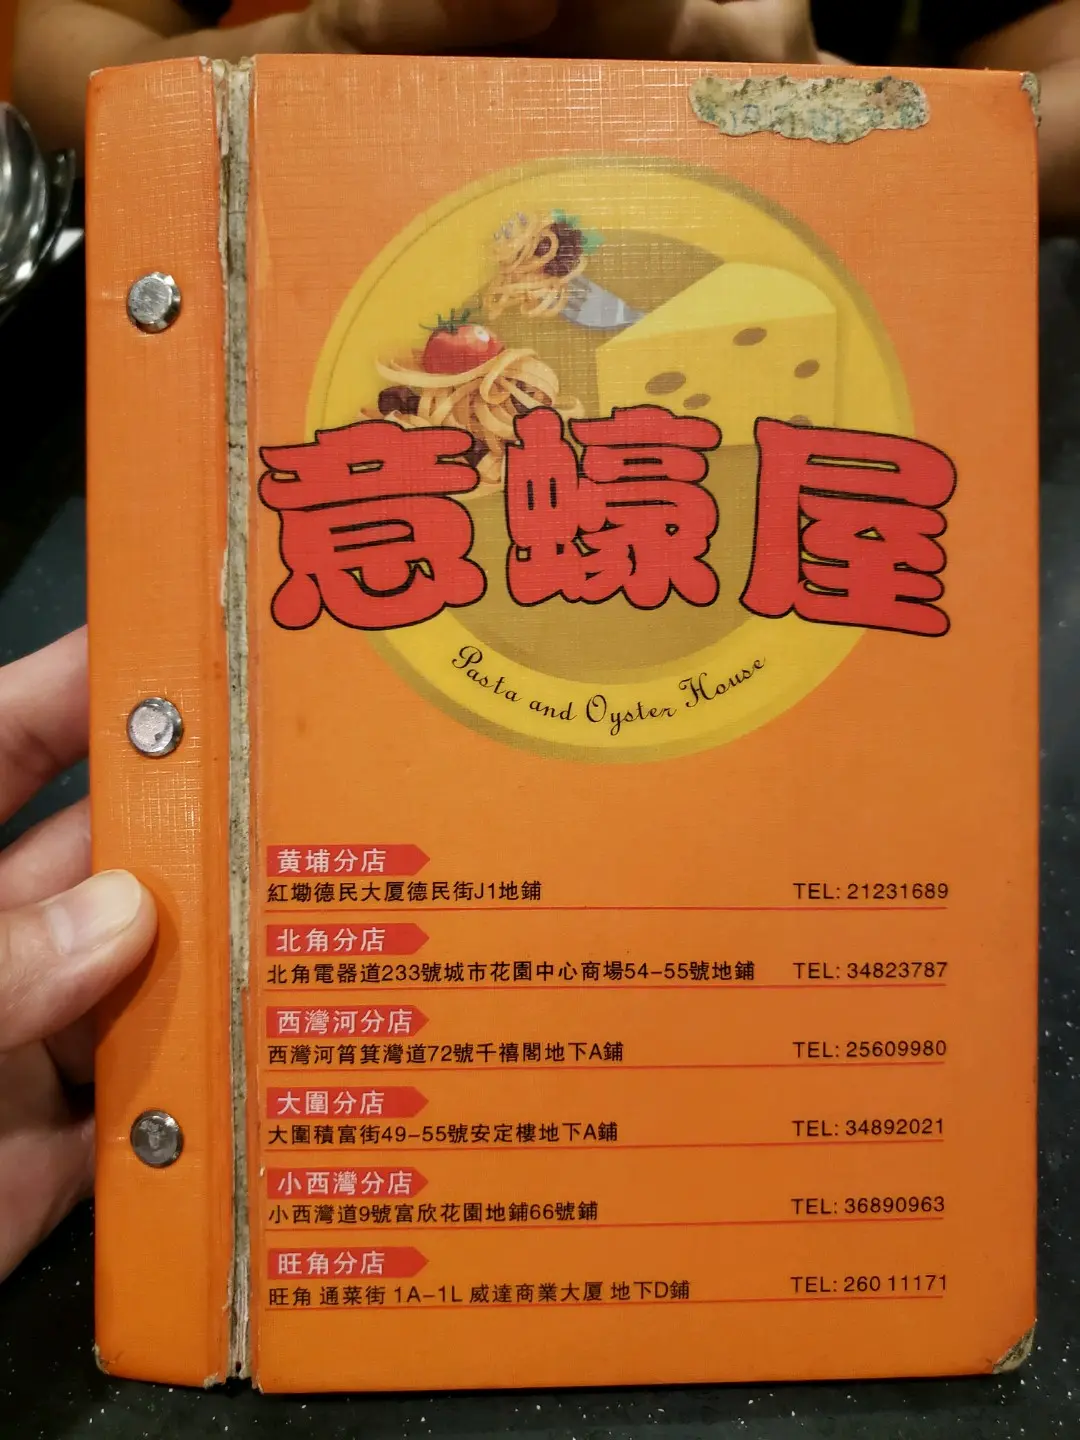 意蠔屋
Pasta and Oyster House
黄埔分店
紅磡德民大厦德民街J1地鋪 TEL: 21231689
北角分店
北角電器道233號城市花園中心商場54-55號地鋪 TEL: 34823787
西灣河分店
西灣河筲箕灣道72號千禧閣地下A鋪 TEL: 25609980
大圍分店
大圍積富街49-55號安定樓地下A鋪 TEL: 34892021
小西灣分店
小西灣道9號富欣花園地鋪66號鋪 TEL: 36890963
旺角分店
旺角 通菜街 1A-1L 威達商業大厦 地下D鋪 TEL: 260 11171